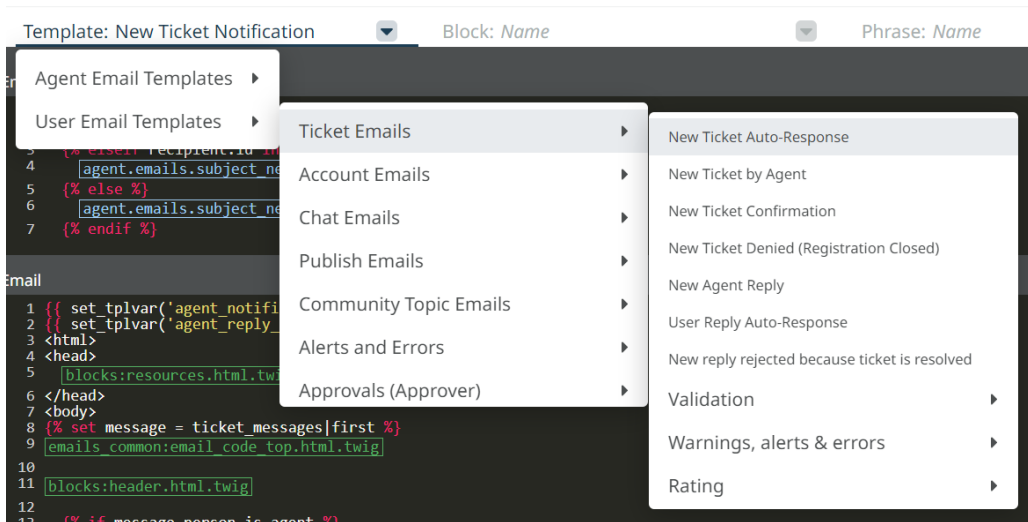 Template: New Ticket Notification
Block: Name
Phrase: Name
Agent Email Templates
User Email Templates
Ticket Emails
Account Emails
Chat Emails
Publish Emails
Community Topic Emails
Alerts and Errors
Approvals (Approver)
New Ticket Auto-Response
New Ticket by Agent
New Ticket Confirmation
New Ticket Denied (Registration Closed)
New Agent Reply
User Reply Auto-Response
New reply rejected because ticket is resolved
Validation
Warnings, alerts & errors
Rating
3 {% elseif recipient.id in
4 agent.emails.subject_ne
5 {% else %}
6 agent.emails.subject_ne
7 {% endif %}
Email
1 {{ set_tplvar('agent_notifi
2 {{ set_tplvar('agent_reply_
3 <html>
4 <head>
5 blocks:resources.html.twi
6 </head>
7 <body>
8 {% set message = ticket_messages|first %}
9 emails_common:email_code_top.html.twig
10
11 blocks:header.html.twig
12
13 {% if message.person.is_agent %}